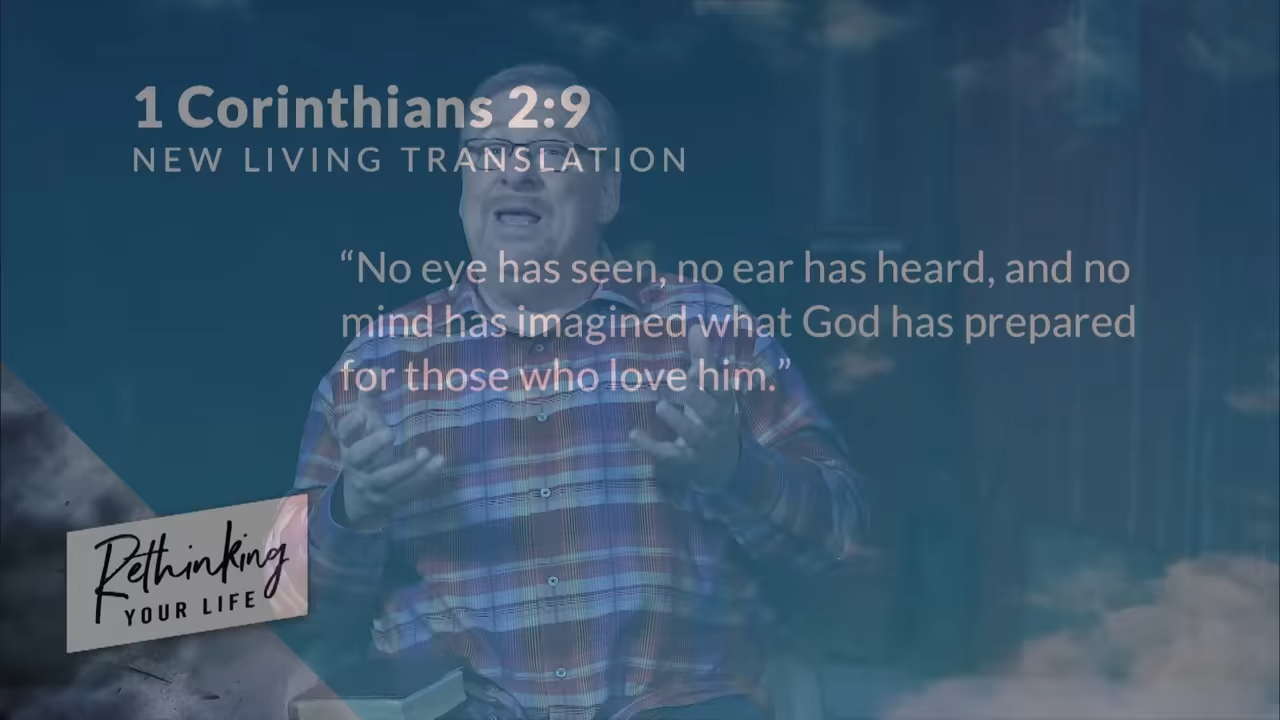 1 Corinthians 2:9
NEW LIVING TRANSLATION
“No eye has seen, no ear has heard, and no
mind has imagined what God has prepared
for those who love him.”
Rethinking
YOUR LIFE